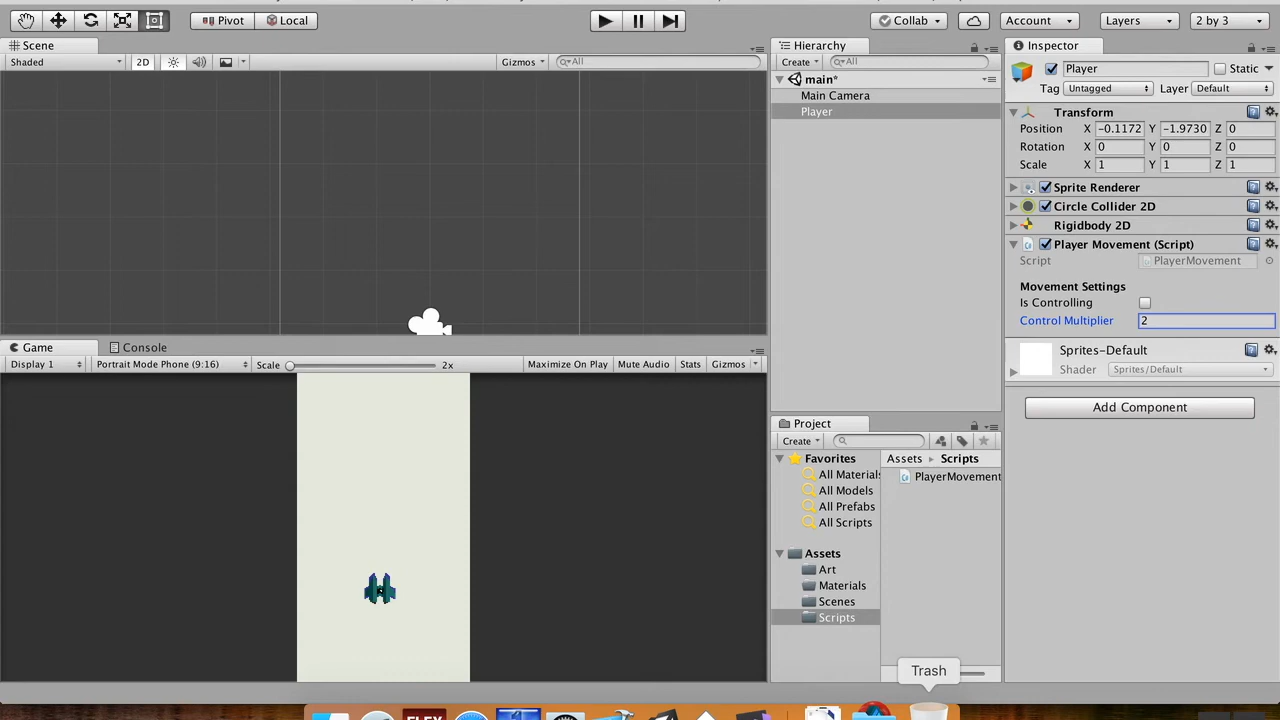 Pivot Local Collab Account Layers 2 by 3
Scene
Shaded 2D Gizmos All
Hierarchy
Create All
main*
Main Camera
Player
Inspector
Player Static
Tag Untagged Layer Default
Transform
Position X −0.1172 Y −1.9730 Z 0
Rotation X 0 Y 0 Z 0
Scale X 1 Y 1 Z 1
Sprite Renderer
Circle Collider 2D
Rigidbody 2D
Player Movement (Script)
Script PlayerMovement
Movement Settings
Is Controlling
Control Multiplier 2
Sprites-Default
Shader Sprites/Default
Add Component
Game Console
Display 1 Portrait Mode Phone (9:16) Scale 2x Maximize On Play Mute Audio Stats Gizmos
Project
Create
Favorites
All Materials
All Models
All Prefabs
All Scripts
Assets
Art
Materials
Scenes
Scripts
Assets Scripts
PlayerMovement
Trash
FLEX